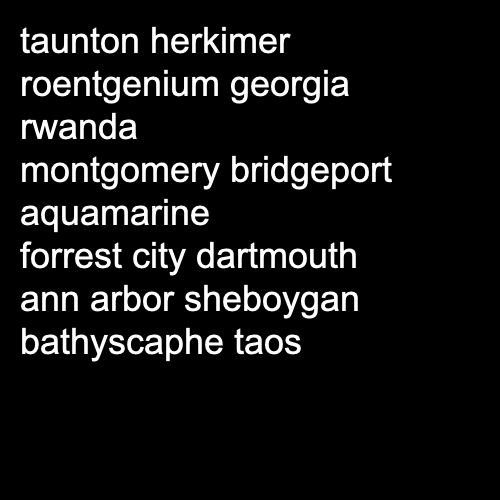 taunton herkimer
roentgenium georgia
rwanda
montgomery bridgeport
aquamarine
forrest city dartmouth
ann arbor sheboygan
bathyscaphe taos